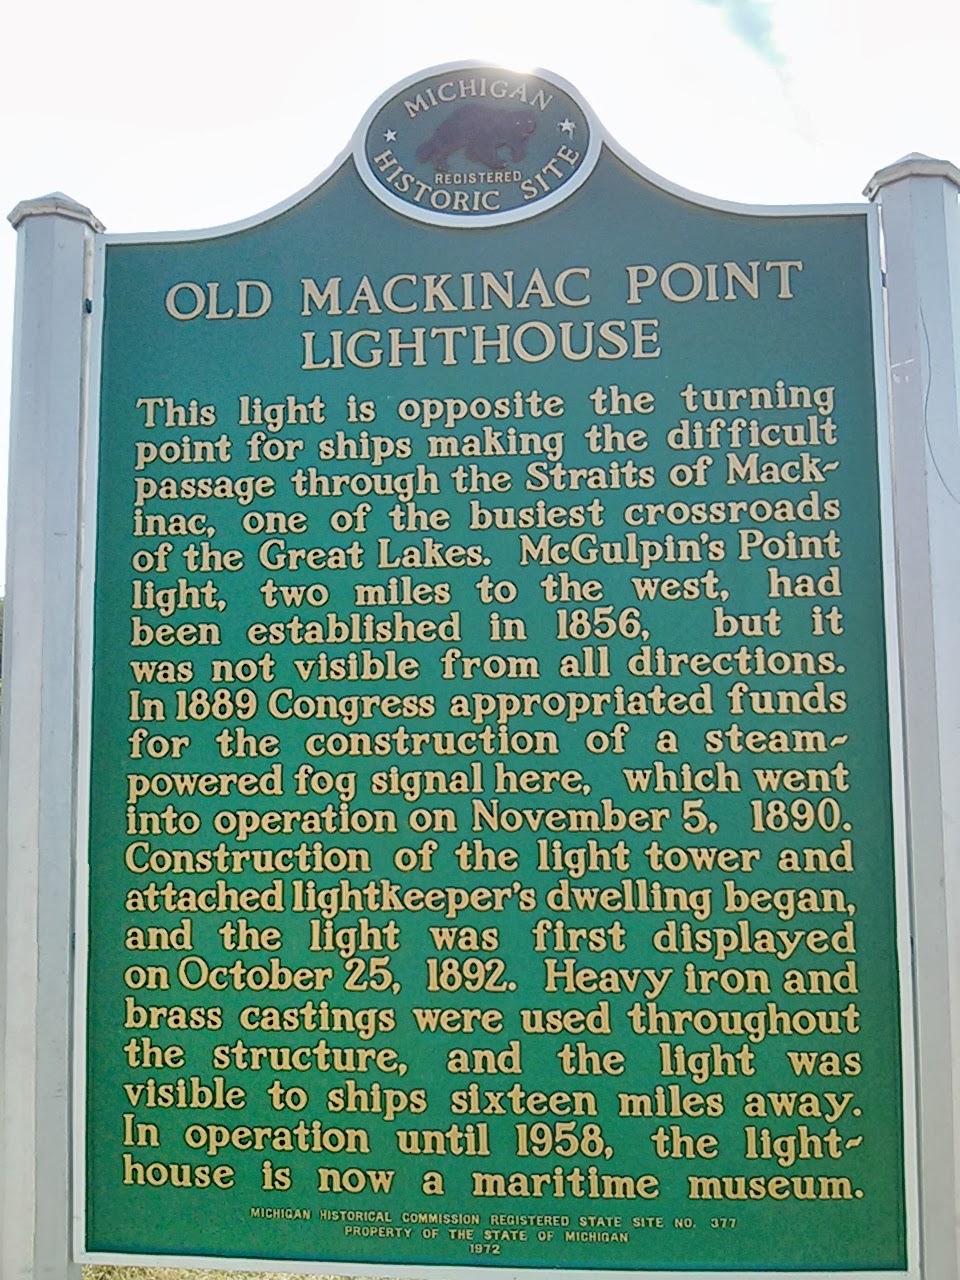 MICHIGAN
REGISTERED
HISTORIC SITE
OLD MACKINAC POINT
LIGHTHOUSE
This light is opposite the turning
point for ships making the difficult
passage through the Straits of Mack-
inac, one of the busiest crossroads
of the Great Lakes. McGulpin's Point
light, two miles to the west, had
been established in 1856, but it
was not visible from all directions.
In 1889 Congress appropriated funds
for the construction of a steam-
powered fog signal here, which went
into operation on November 5, 1890.
Construction of the light tower and
attached lightkeeper's dwelling began,
and the light was first displayed
on October 25, 1892. Heavy iron and
brass castings were used throughout
the structure, and the light was
visible to ships sixteen miles away.
In operation until 1958, the light-
house is now a maritime museum.
MICHIGAN HISTORICAL COMMISSION REGISTERED STATE SITE NO. 377
PROPERTY OF THE STATE OF MICHIGAN
1972